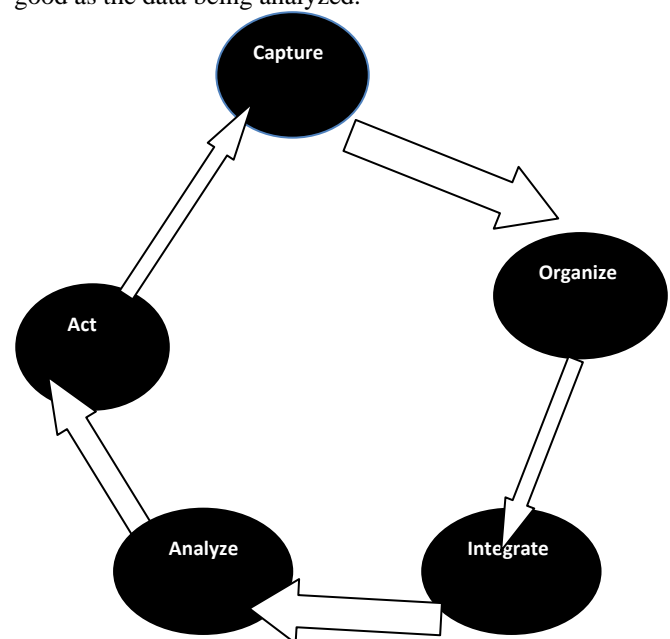 good as the data being analyzed.
Capture
Organize
Integrate
Analyze
Act